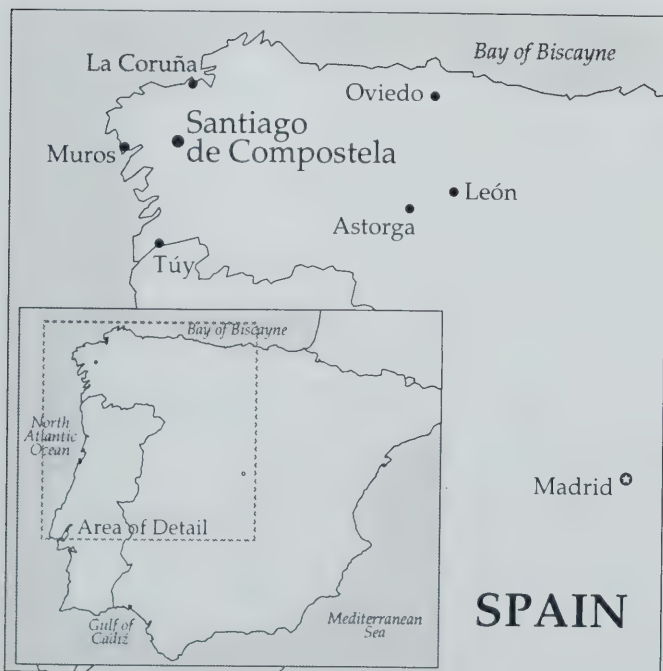 Bay of Biscayne
La Coruña
Oviedo
Santiago
de Compostela
Muros
León
Astorga
Túy
Bay of Biscayne
North
Atlantic
Ocean
Madrid
Area of Detail
SPAIN
Gulf of
Cadiz
Mediterranean
Sea